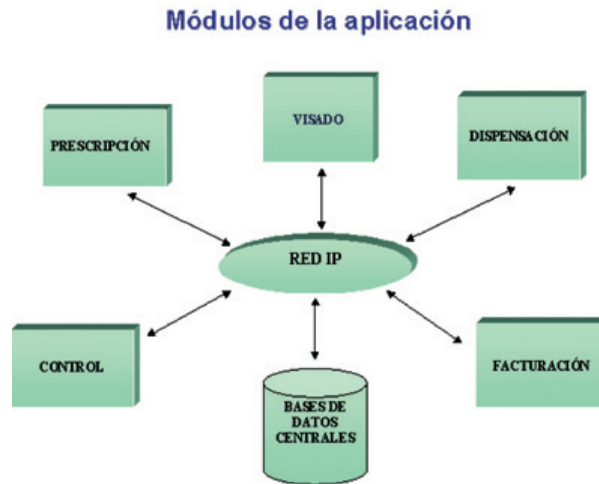 Módulos de la aplicación
VISADO
PRESCRIPCIÓN
DISPENSACIÓN
RED IP
CONTROL
FACTURACIÓN
BASES DE
DATOS
CENTRALES